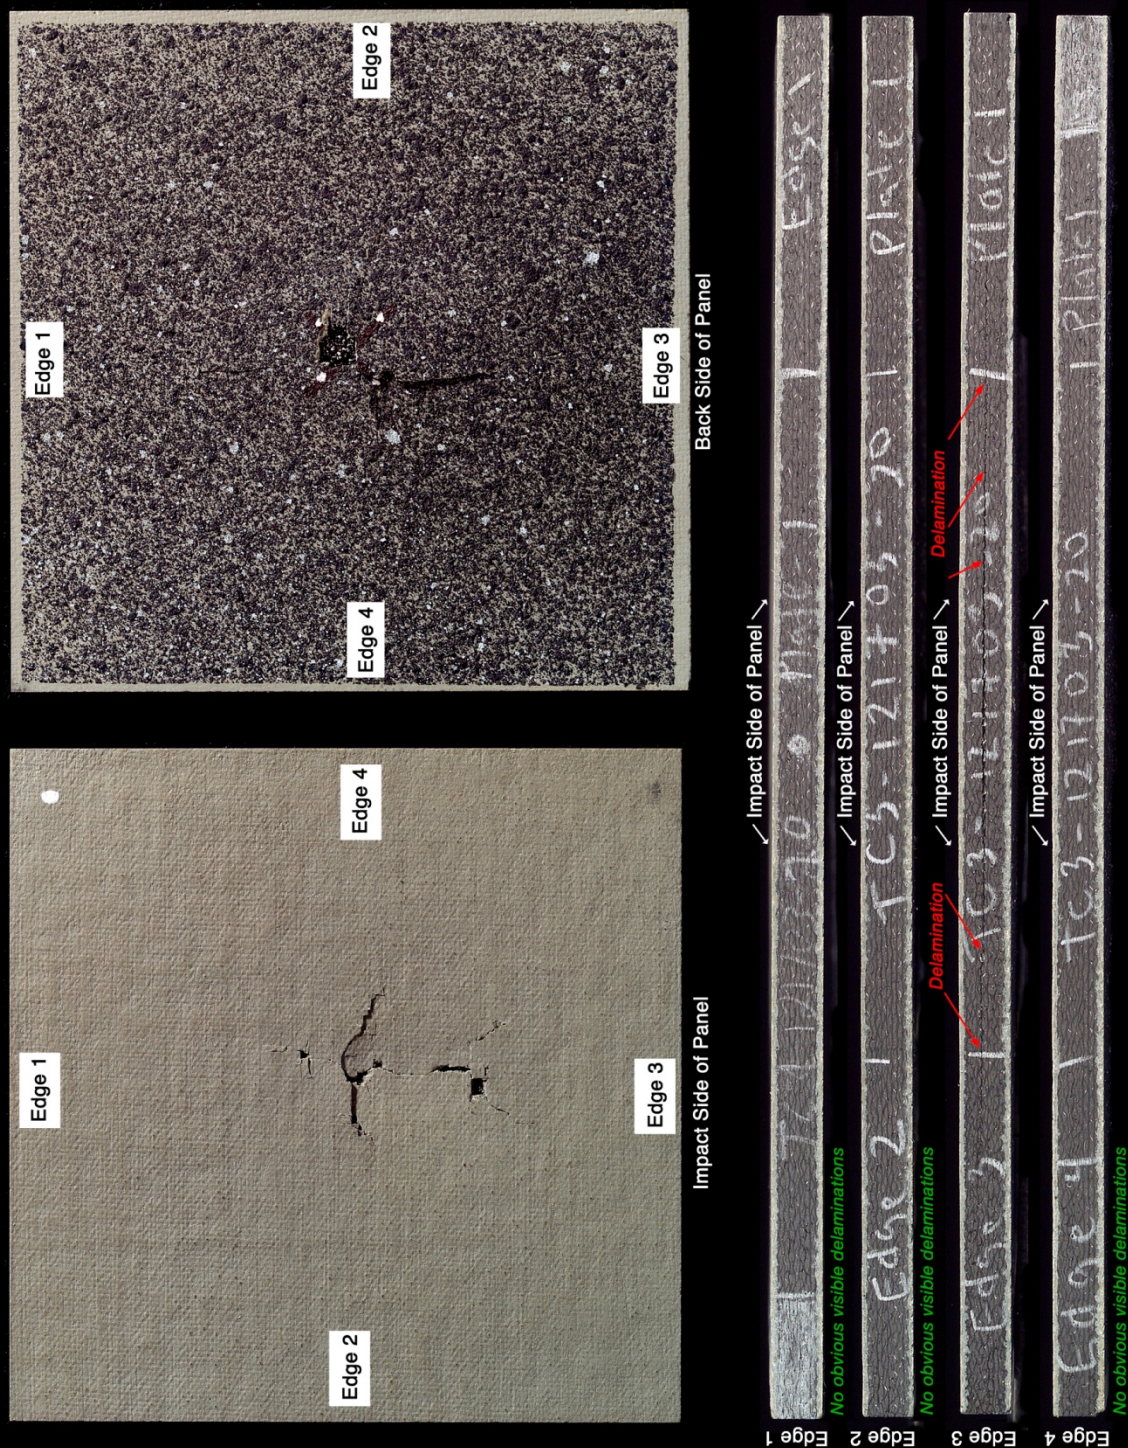 Edge 1
Edge 2
Edge 3
Edge 4
Back Side of Panel
Edge 1
Edge 4
Edge 2
Edge 3
Impact Side of Panel
Edge 1
Impact Side of Panel
Edge 1
No obvious visible delaminations
Edge 2
Impact Side of Panel
Edge 2 TC3-121703-20 Plate 1
No obvious visible delaminations
Edge 3
Impact Side of Panel
Delamination
Delamination
Edge 3 TC3-121703-20 Plate 1
Edge 4
Impact Side of Panel
Edge 4 TC3-121703-20 Plate 1
No obvious visible delaminations